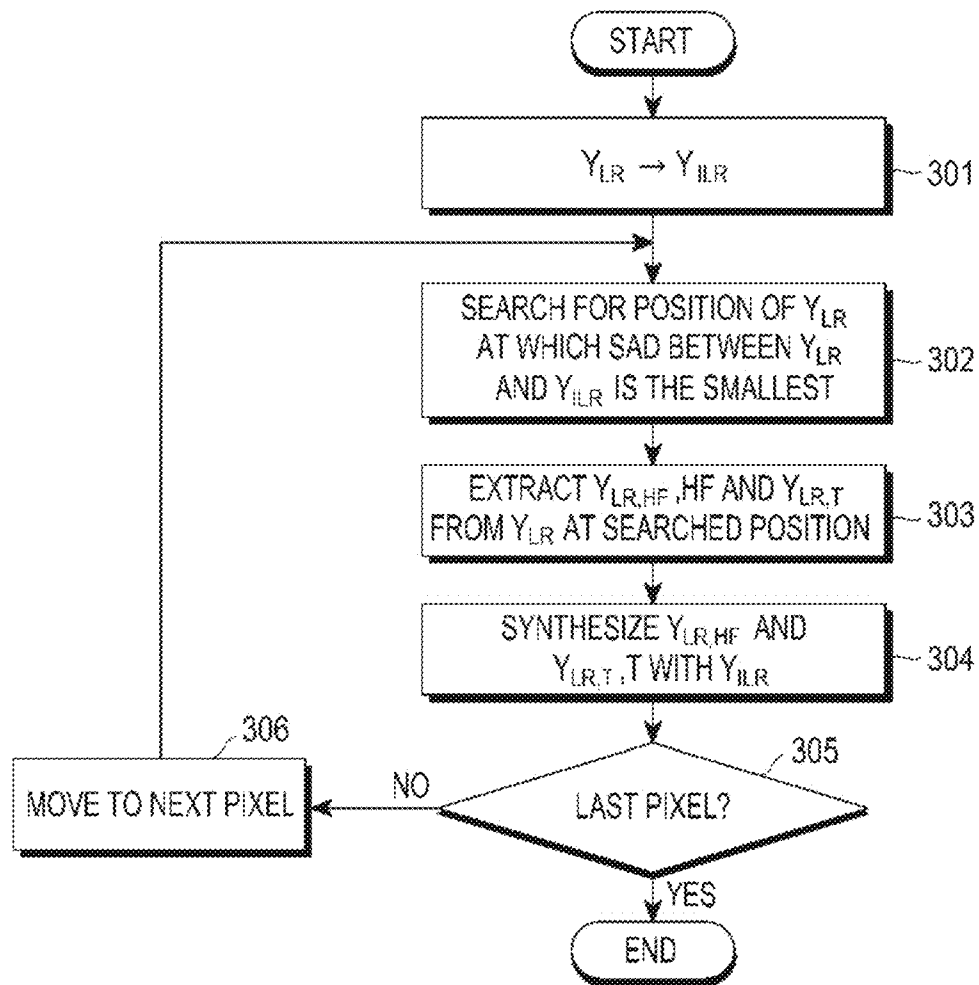 START
Y_LR → Y_ILR
301
SEARCH FOR POSITION OF Y_LR
AT WHICH SAD BETWEEN Y_LR
AND Y_ILR IS THE SMALLEST
302
EXTRACT Y_LR,HF ,HF AND Y_LR,T
FROM Y_LR AT SEARCHED POSITION
303
SYNTHESIZE Y_LR,HF AND
Y_LR,T ,T WITH Y_ILR
304
305
LAST PIXEL?
NO
306
MOVE TO NEXT PIXEL
YES
END